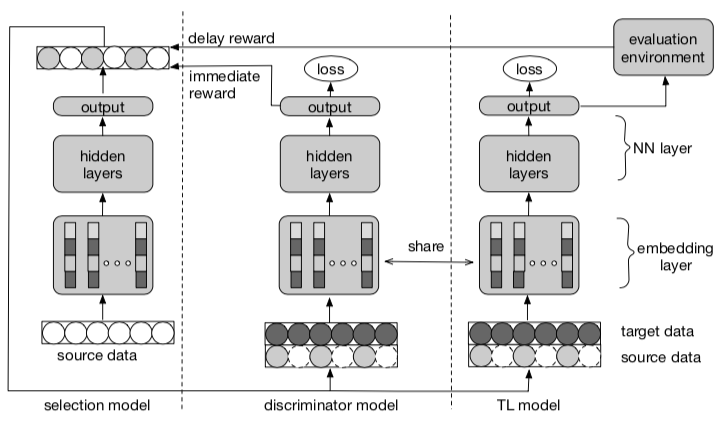 delay reward
evaluation
environment
immediate
reward
loss
loss
output
output
output
hidden
layers
hidden
layers
hidden
layers
NN layer
share
embedding
layer
source data
target data
source data
selection model
discriminator model
TL model